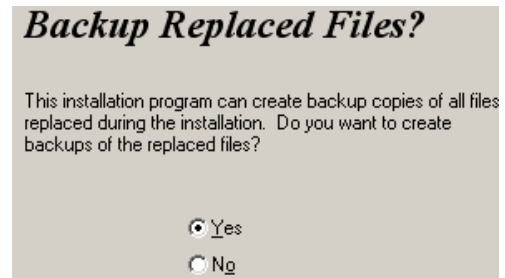 Backup Replaced Files?
This installation program can create backup copies of all files
replaced during the installation. Do you want to create
backups of the replaced files?
Yes
No